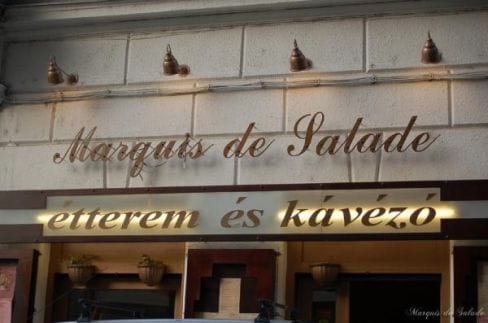 Marquis de Salade
étterem és kávézó
Marquis de Salade